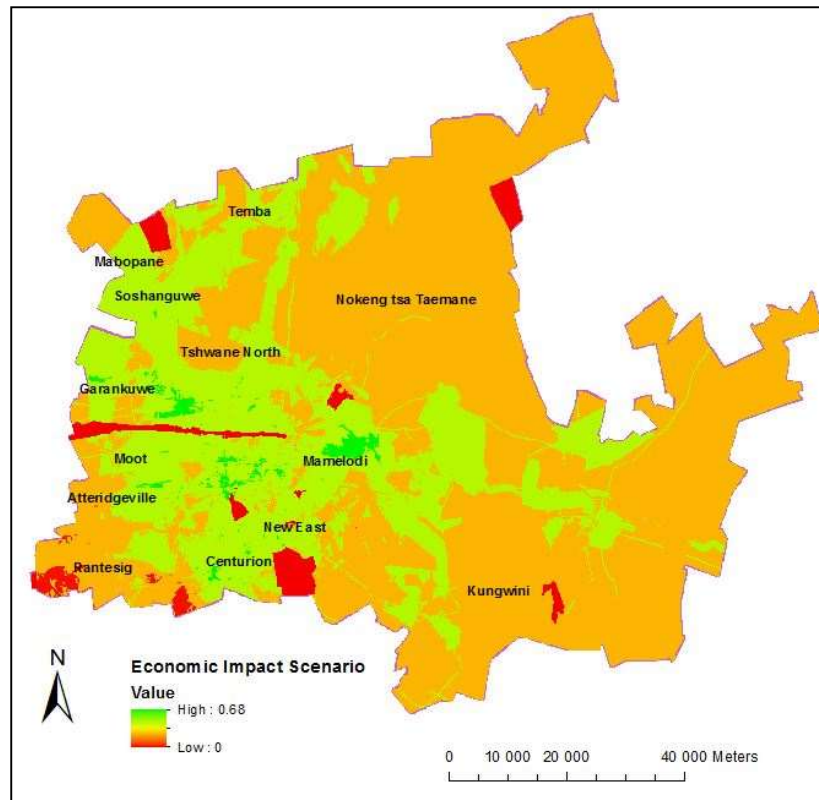 Temba
Mabopane
Soshanguwe
Nokeng tsa Taemane
Tshwane North
Garankuwe
Moot
Mamelodi
Atteridgeville
New East
Rantesig
Centurion
Kungwini
N
Economic Impact Scenario
Value
High : 0.68
Low : 0
0 10 000 20 000 40 000 Meters